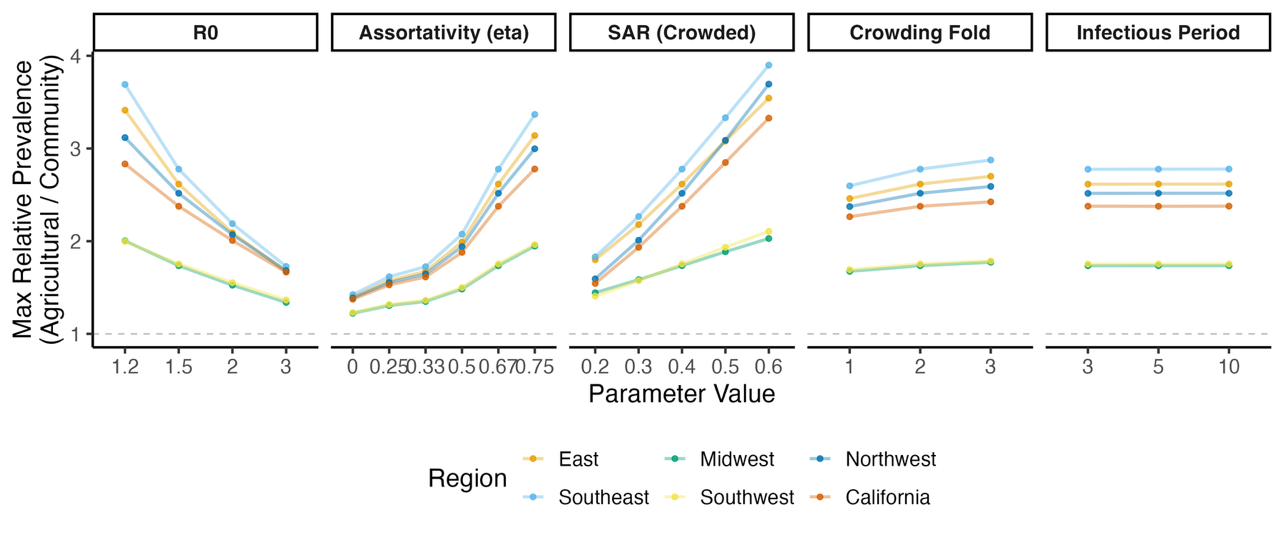 R0 Assortativity (eta) SAR (Crowded) Crowding Fold Infectious Period
Max Relative Prevalence
(Agricultural / Community)
4
3
2
1
1.2 1.5 2 3 0 0.25 0.33 0.5 0.67 0.75 0.2 0.3 0.4 0.5 0.6 1 2 3 3 5 10
Parameter Value
Region
East Midwest Northwest
Southeast Southwest California